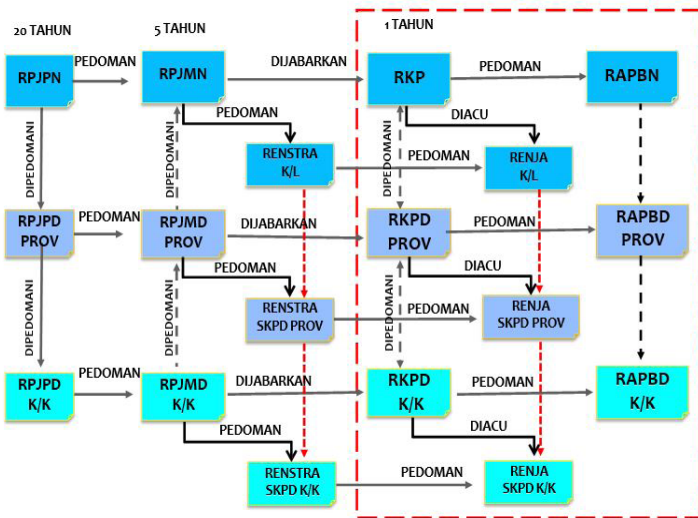 20 TAHUN
5 TAHUN
1 TAHUN
RPJPN
PEDOMAN
RPJMN
DIJABARKAN
RKP
PEDOMAN
RAPBN
DIPEDOMANI
DIPEDOMANI
PEDOMAN
RENSTRA
K/L
PEDOMAN
DIPEDOMANI
DIACU
RENJA
K/L
RPJPD
PROV
PEDOMAN
RPJMD
PROV
DIJABARKAN
RKPD
PROV
PEDOMAN
RAPBD
PROV
DIPEDOMANI
DIPEDOMANI
PEDOMAN
RENSTRA
SKPD PROV
PEDOMAN
DIPEDOMANI
DIACU
RENJA
SKPD PROV
RPJPD
K/K
PEDOMAN
RPJMD
K/K
DIJABARKAN
RKPD
K/K
PEDOMAN
RAPBD
K/K
PEDOMAN
RENSTRA
SKPD K/K
PEDOMAN
DIACU
RENJA
SKPD K/K